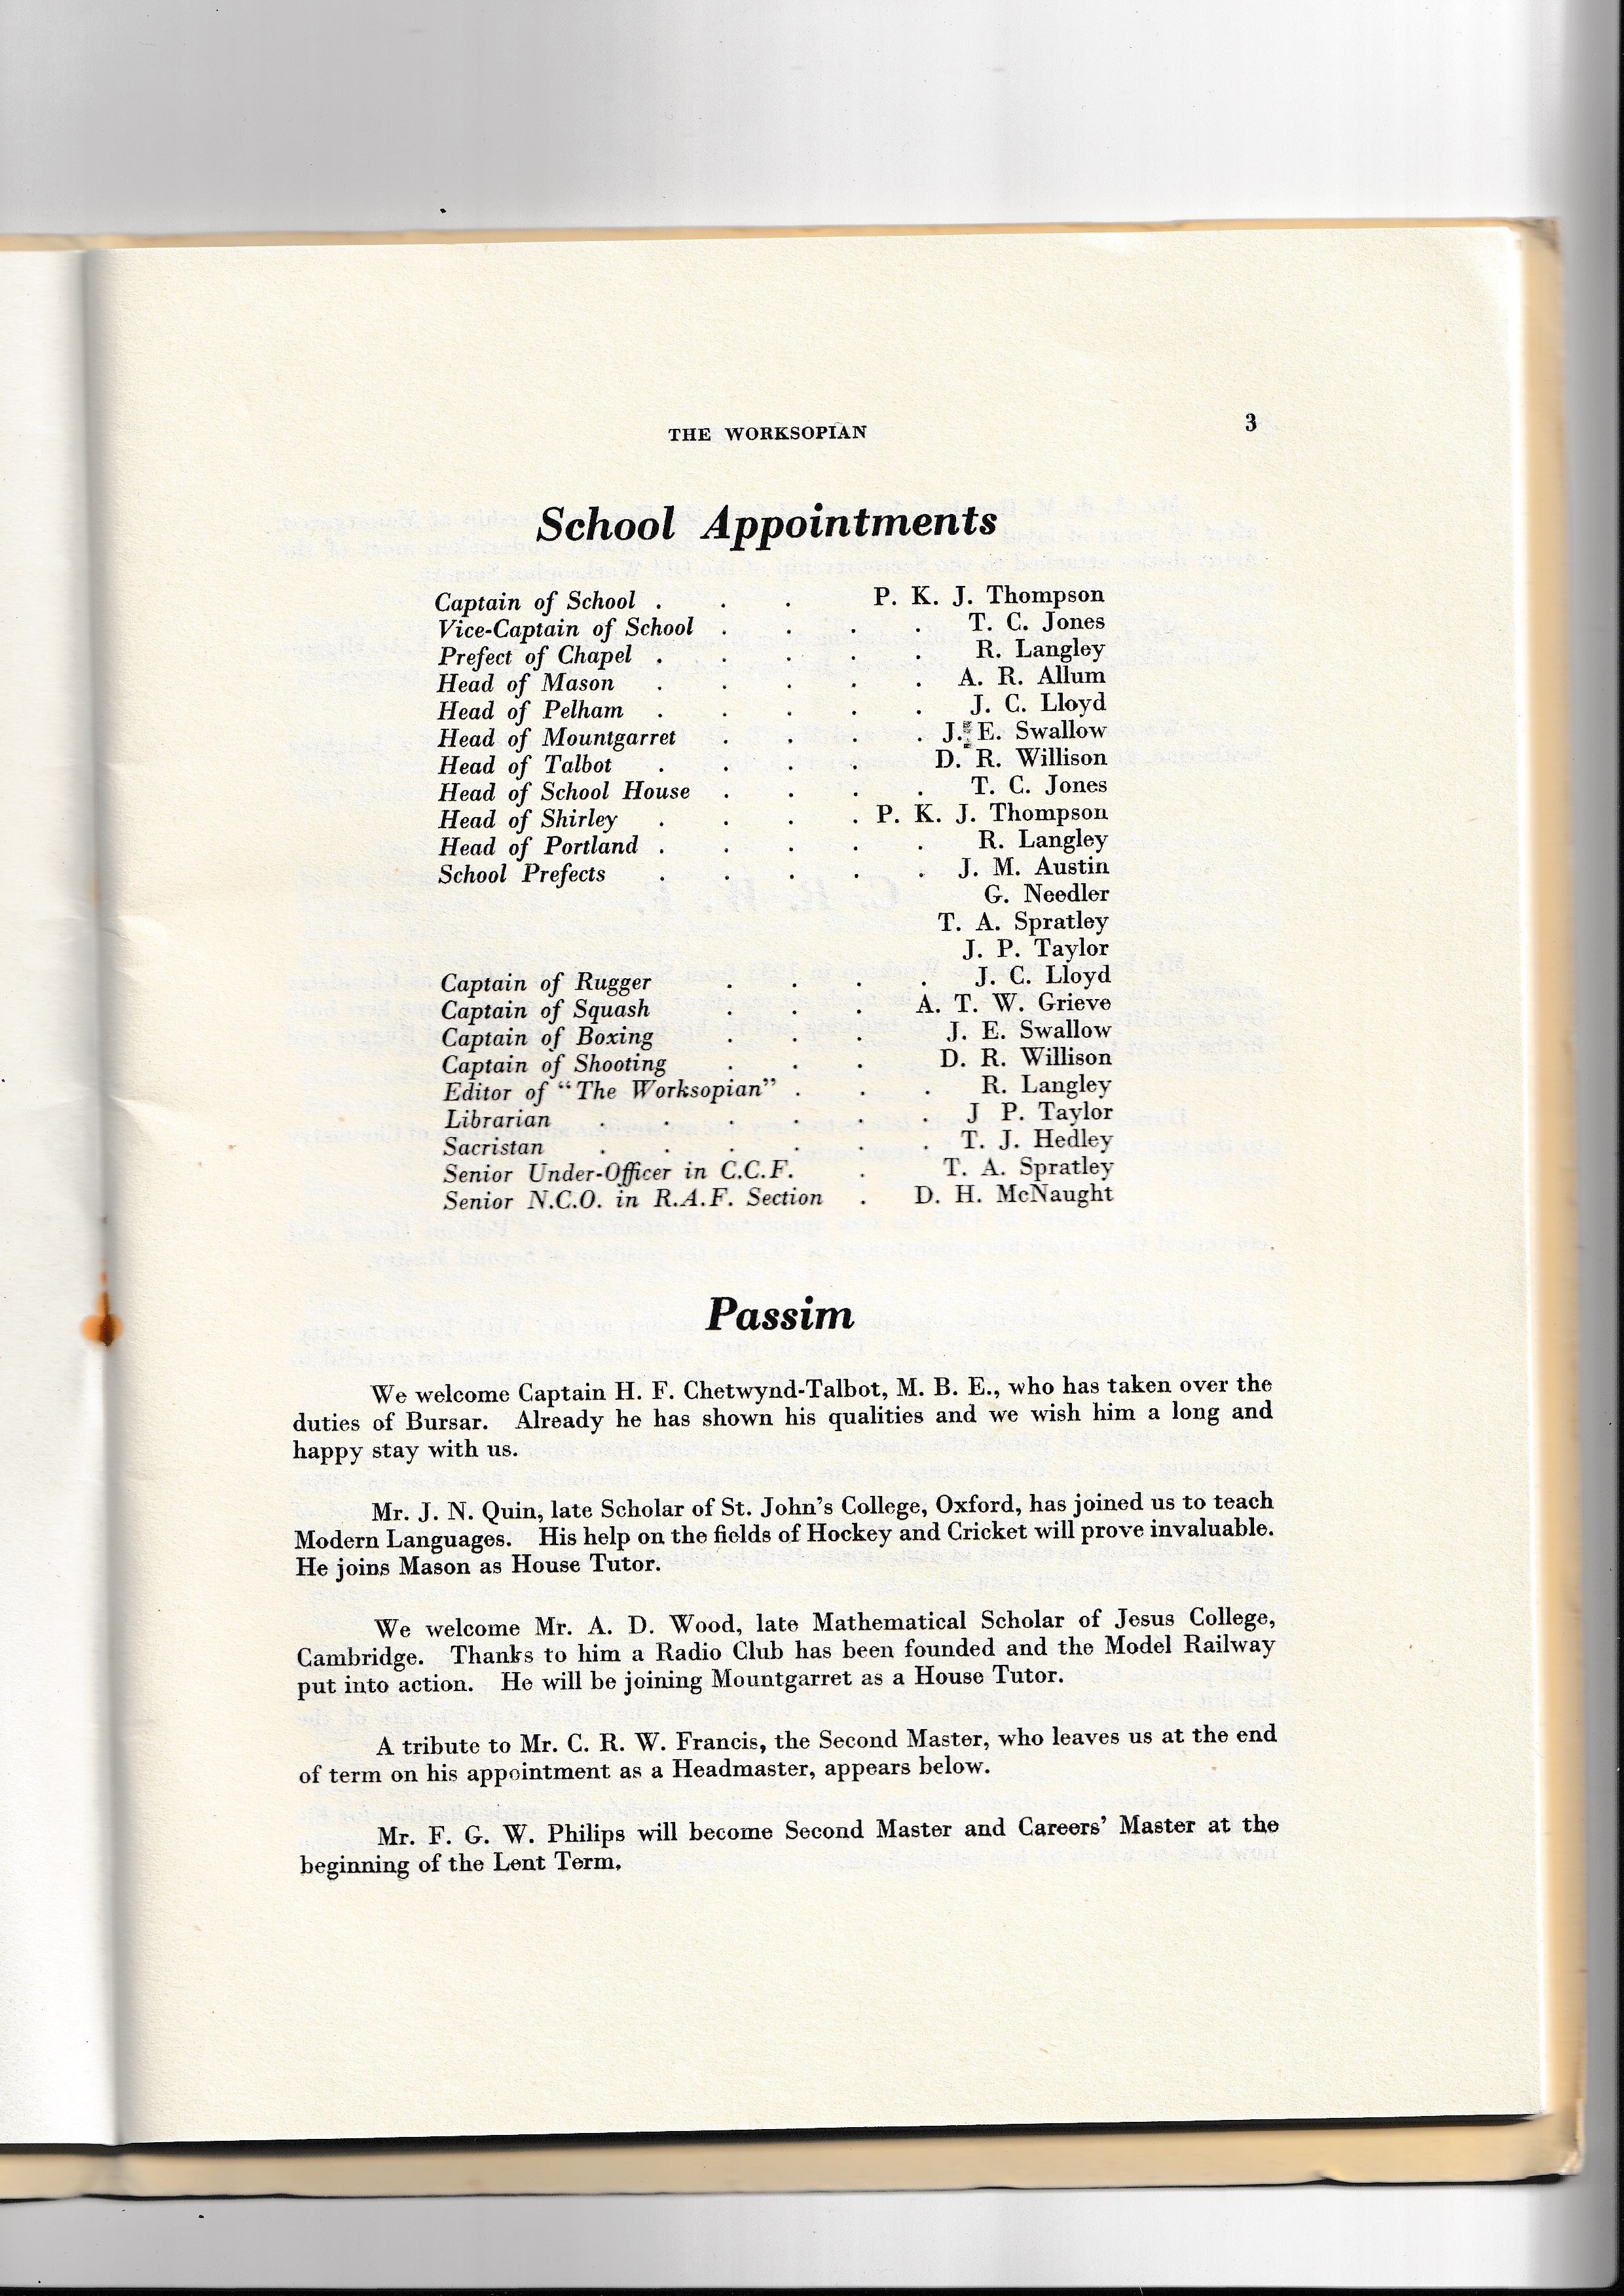 THE WORKSOPIAN 3
School Appointments
Captain of School . . . P. K. J. Thompson
Vice-Captain of School . . . . T. C. Jones
Prefect of Chapel . . . . . R. Langley
Head of Mason . . . . . A. R. Allum
Head of Pelham . . . . . J. C. Lloyd
Head of Mountgarret . . . . J. E. Swallow
Head of Talbot . . . . D. R. Willison
Head of School House . . . . T. C. Jones
Head of Shirley . . . . P. K. J. Thompson
Head of Portland . . . . . R. Langley
School Prefects . . . . . J. M. Austin
G. Needler
T. A. Spratley
J. P. Taylor
Captain of Rugger . . . . J. C. Lloyd
Captain of Squash . . . A. T. W. Grieve
Captain of Boxing . . . J. E. Swallow
Captain of Shooting . . . D. R. Willison
Editor of “The Worksopian” . . . R. Langley
Librarian . . . . . . J P. Taylor
Sacristan . . . . . . T. J. Hedley
Senior Under-Officer in C.C.F. . T. A. Spratley
Senior N.C.O. in R.A.F. Section . D. H. McNaught
Passim
We welcome Captain H. F. Chetwynd-Talbot, M. B. E., who has taken over the
duties of Bursar. Already he has shown his qualities and we wish him a long and
happy stay with us.
Mr. J. N. Quin, late Scholar of St. John’s College, Oxford, has joined us to teach
Modern Languages. His help on the fields of Hockey and Cricket will prove invaluable.
He joins Mason as House Tutor.
We welcome Mr. A. D. Wood, late Mathematical Scholar of Jesus College,
Cambridge. Thanks to him a Radio Club has been founded and the Model Railway
put into action. He will be joining Mountgarret as a House Tutor.
A tribute to Mr. C. R. W. Francis, the Second Master, who leaves us at the end
of term on his appointment as a Headmaster, appears below.
Mr. F. G. W. Philips will become Second Master and Careers’ Master at the
beginning of the Lent Term.